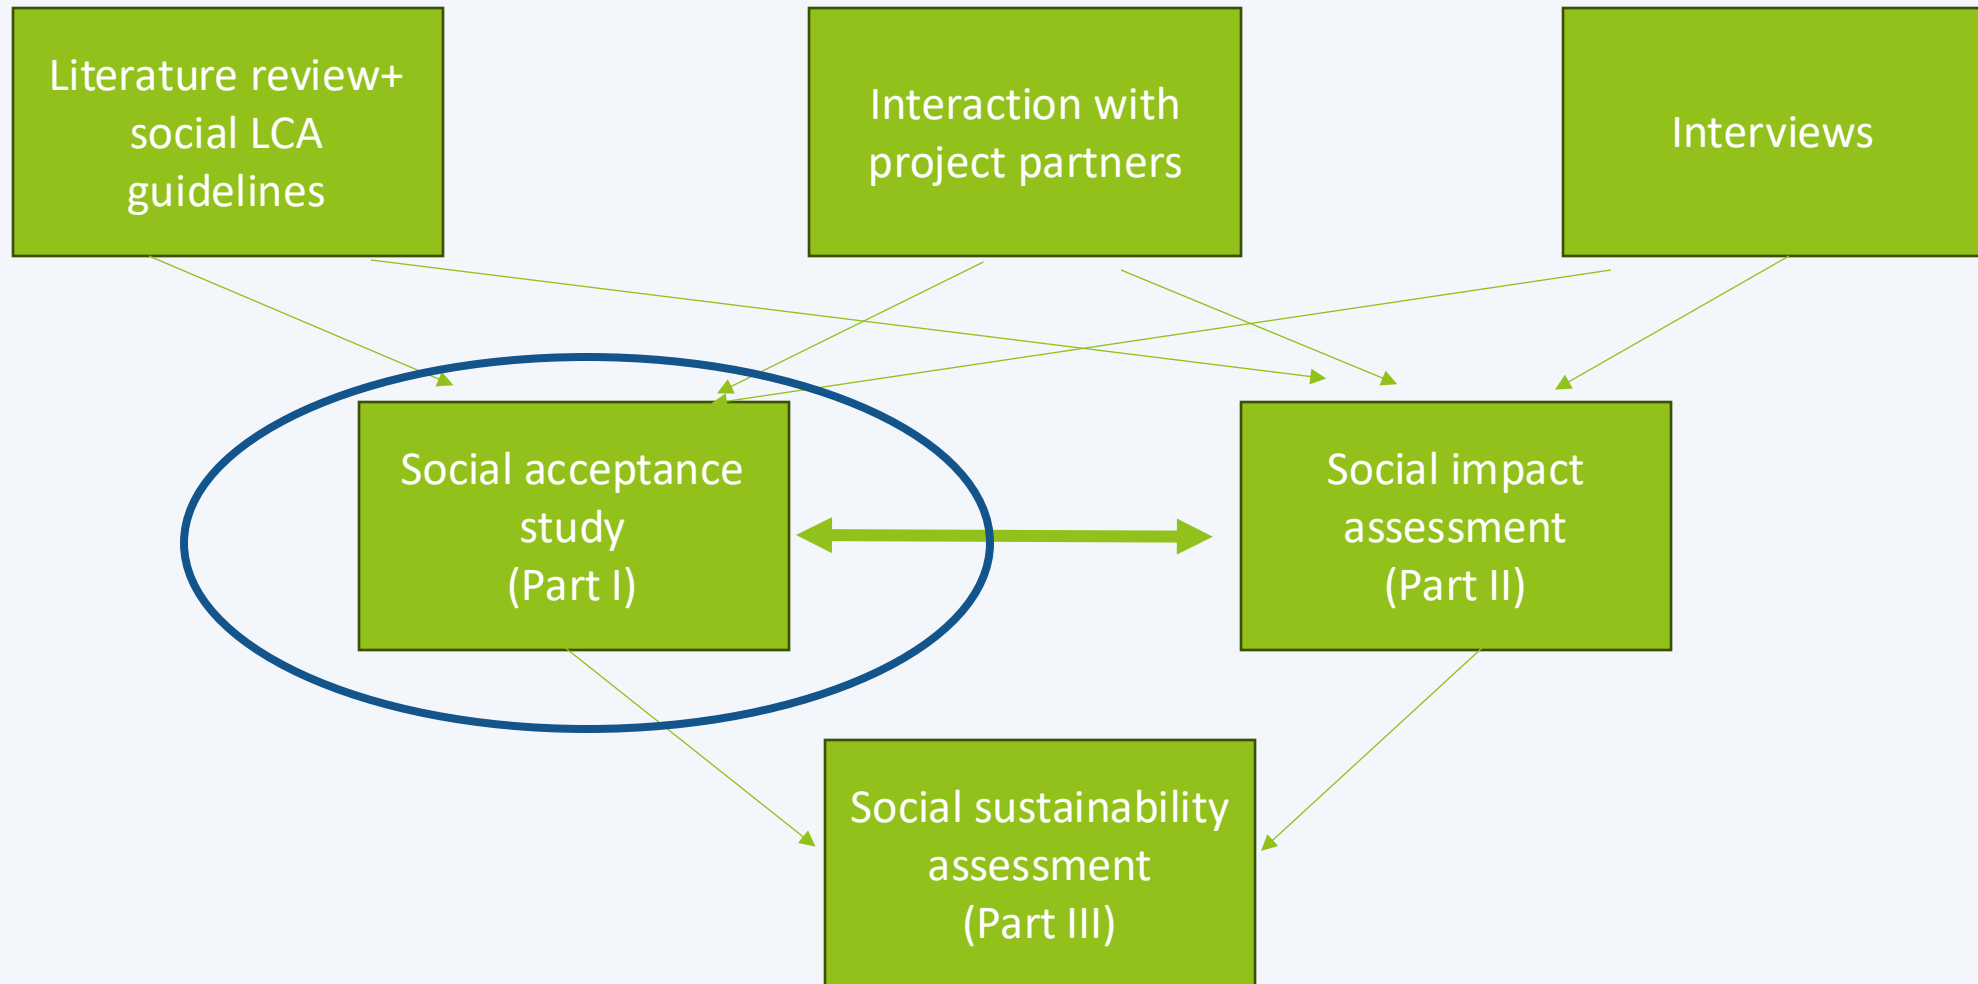 Literature review+
social LCA
guidelines
Interaction with
project partners
Interviews
Social acceptance
study
(Part I)
Social impact
assessment
(Part II)
Social sustainability
assessment
(Part III)